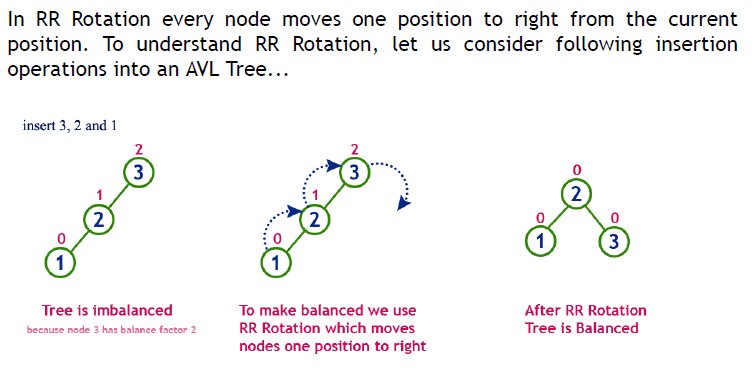 In RR Rotation every node moves one position to right from the current
position. To understand RR Rotation, let us consider following insertion
operations into an AVL Tree...
insert 3, 2 and 1
2
3
1
2
0
1
Tree is imbalanced
because node 3 has balance factor 2
2
3
1
2
0
1
To make balanced we use
RR Rotation which moves
nodes one position to right
0
2
0
0
1
3
After RR Rotation
Tree is Balanced